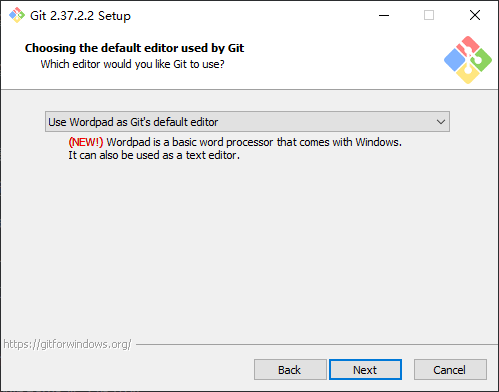 Git 2.37.2.2 Setup
Choosing the default editor used by Git
Which editor would you like Git to use?
Use Wordpad as Git's default editor
(NEW!) Wordpad is a basic word processor that comes with Windows.
It can also be used as a text editor.
https://gitforwindows.org/
Back Next Cancel